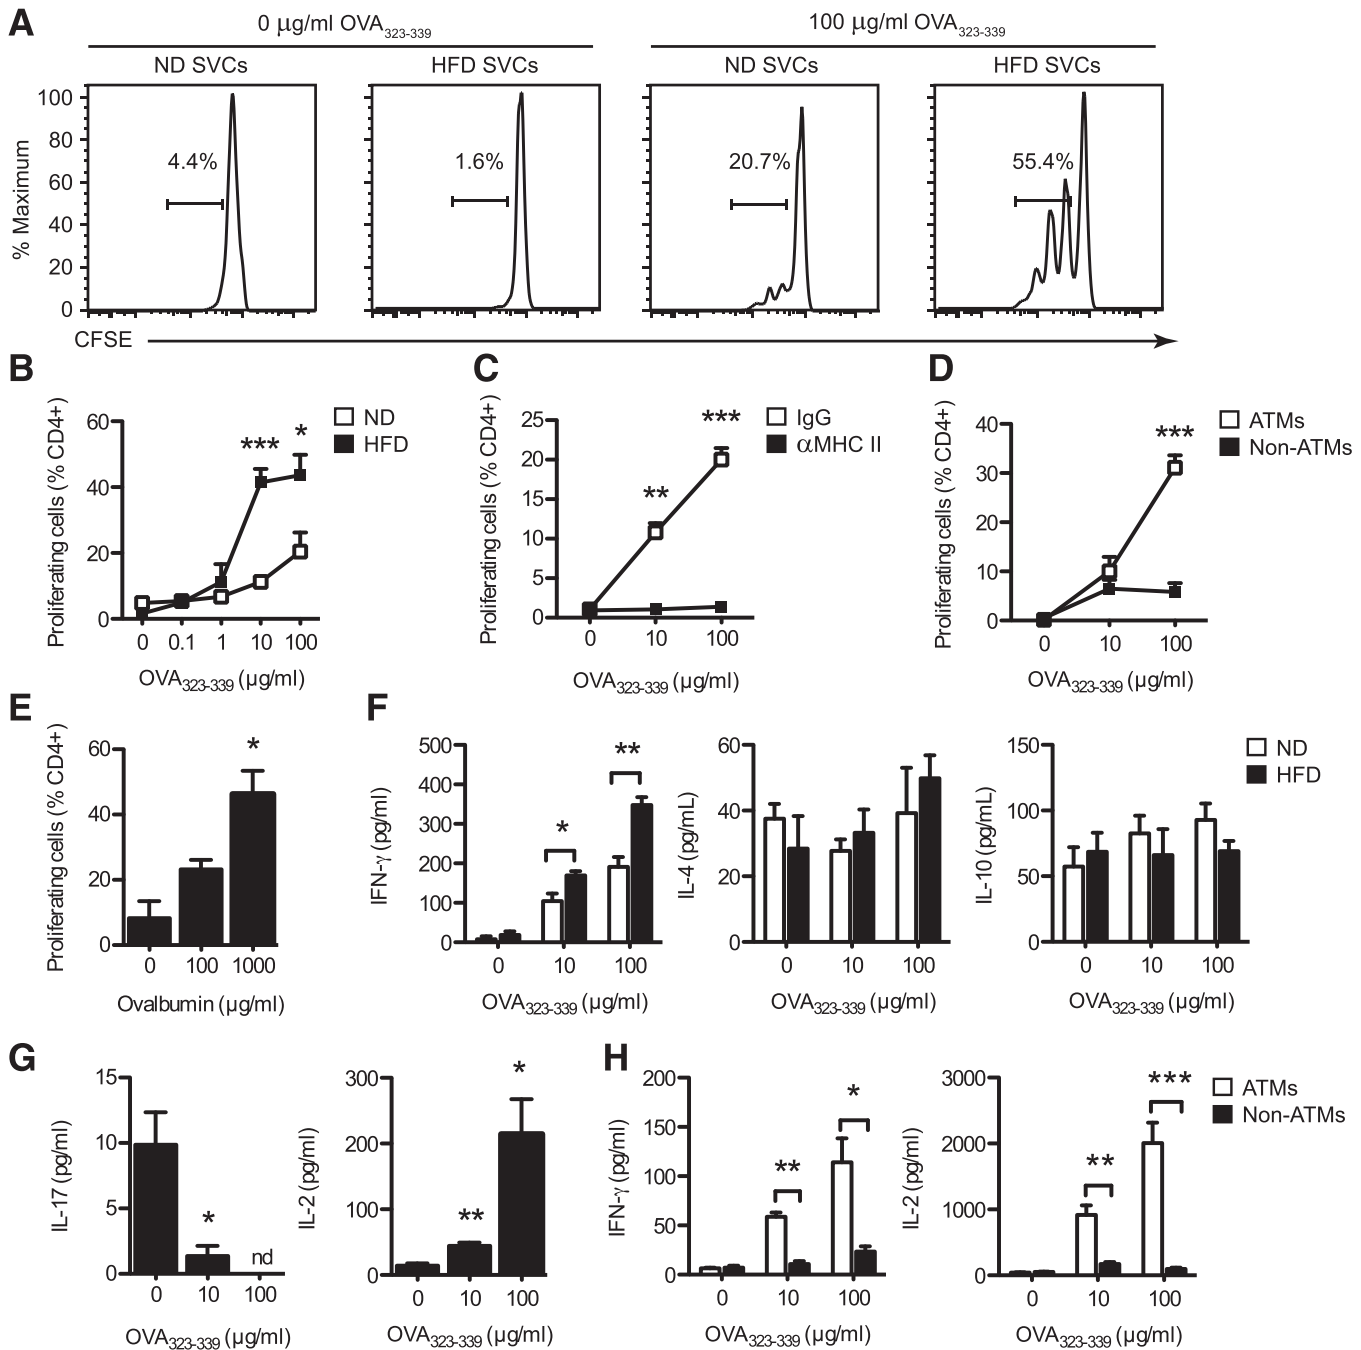 A
0 µg/ml OVA323-339
100 µg/ml OVA323-339
ND SVCs
HFD SVCs
ND SVCs
HFD SVCs
% Maximum
100
80
60
40
20
0
4.4%
1.6%
20.7%
55.4%
CFSE
B
Proliferating cells (% CD4+)
60
40
20
0
***
*
ND
HFD
0 0.1 1 10 100
OVA323-339 (µg/ml)
C
Proliferating cells (% CD4+)
25
20
15
10
5
0
**
***
IgG
αMHC II
0 10 100
OVA323-339 (µg/ml)
D
Proliferating cells (% CD4+)
40
30
20
10
0
***
ATMs
Non-ATMs
0 10 100
OVA323-339 (µg/ml)
E
Proliferating cells (% CD4+)
60
40
20
0
*
0 100 1000
Ovalbumin (µg/ml)
F
IFN-γ (pg/ml)
500
400
300
200
100
0
*
**
0 10 100
OVA323-339 (µg/ml)
IL-4 (pg/mL)
60
40
20
0
0 10 100
OVA323-339 (µg/ml)
IL-10 (pg/mL)
150
100
50
0
0 10 100
OVA323-339 (µg/ml)
ND
HFD
G
IL-17 (pg/ml)
15
10
5
0
*
nd
0 10 100
OVA323-339 (µg/ml)
IL-2 (pg/ml)
300
200
100
0
**
*
0 10 100
OVA323-339 (µg/ml)
H
IFN-γ (pg/ml)
200
150
100
50
0
**
*
0 10 100
OVA323-339 (µg/ml)
IL-2 (pg/ml)
3000
2000
1000
0
**
***
0 10 100
OVA323-339 (µg/ml)
ATMs
Non-ATMs